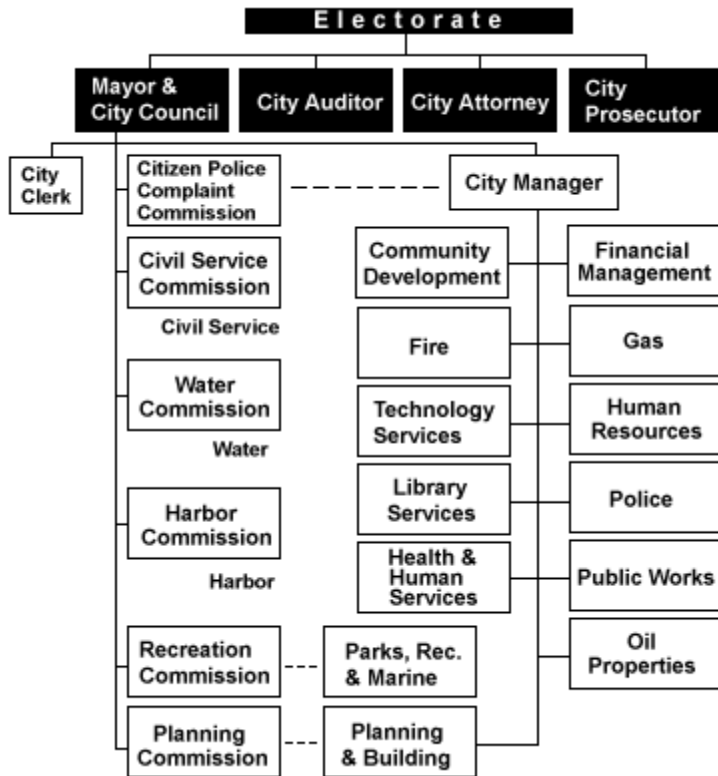 Electorate
Mayor &
City Council
City Auditor
City Attorney
City
Prosecutor
City
Clerk
Citizen Police
Complaint
Commission
City Manager
Civil Service
Commission
Community
Development
Financial
Management
Civil Service
Fire
Gas
Water
Commission
Technology
Services
Human
Resources
Water
Library
Services
Police
Harbor
Commission
Health &
Human
Services
Public Works
Harbor
Recreation
Commission
Parks, Rec.
& Marine
Oil
Properties
Planning
Commission
Planning
& Building